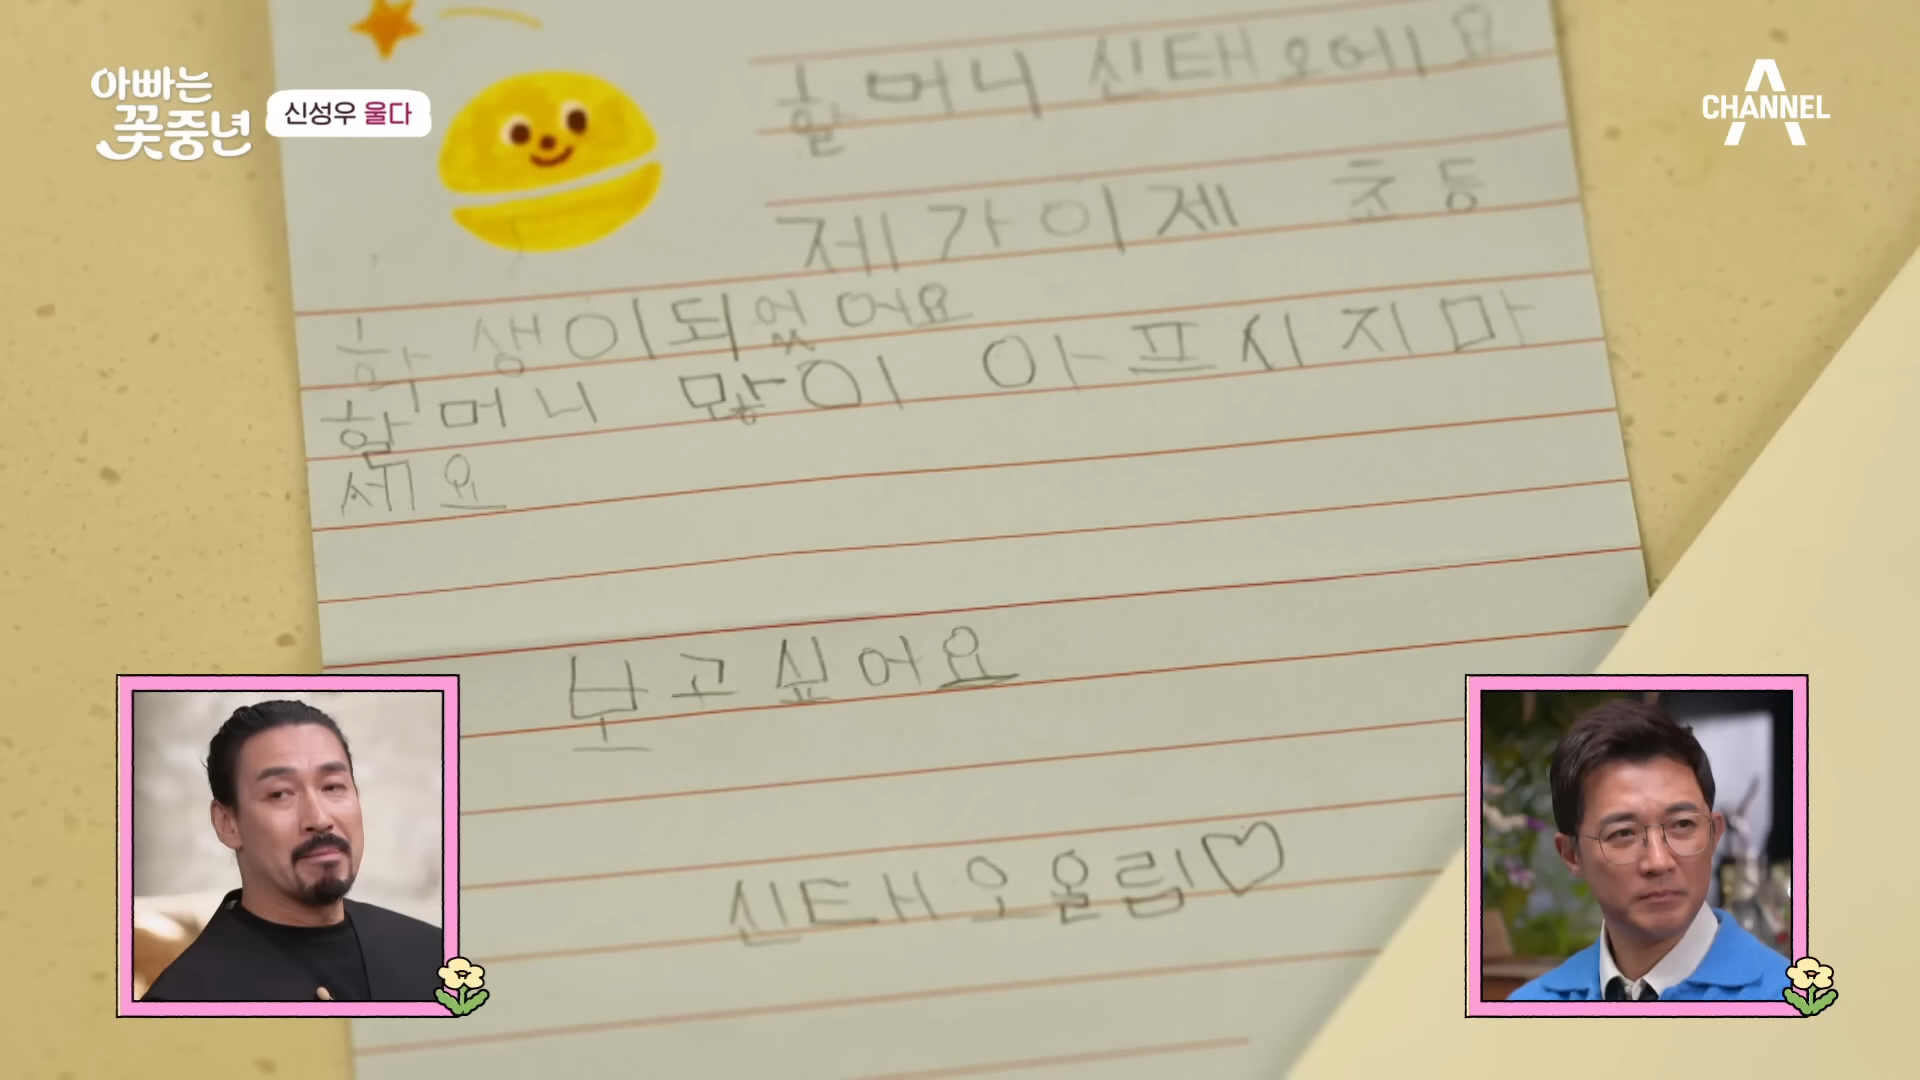 아빠는
꽃중년
신성우 울다
CHANNEL A
할머니 신태오에요
제가이제 초등
학생이되었어요
할머니 많이 아프시지마
세요
보고싶어요
신태오올림♡